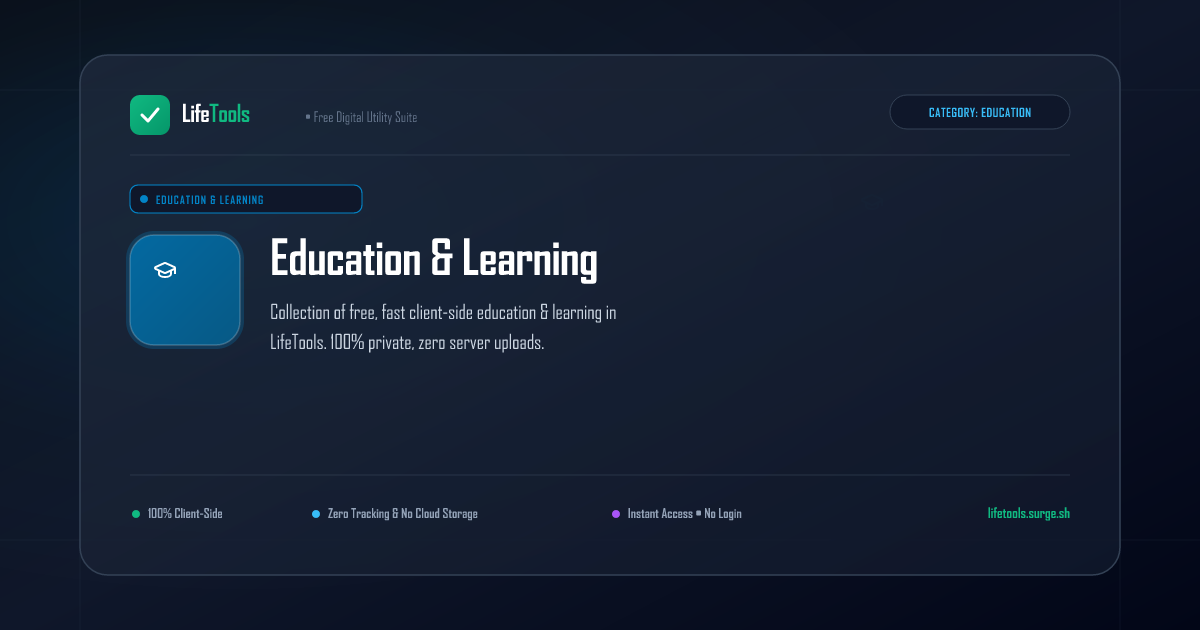 LifeTools
▪ Free Digital Utility Suite
CATEGORY: EDUCATION
EDUCATION & LEARNING
Education & Learning
Collection of free, fast client-side education & learning in
LifeTools. 100% private, zero server uploads.
100% Client-Side
Zero Tracking & No Cloud Storage
Instant Access ▪ No Login
lifetools.surge.sh